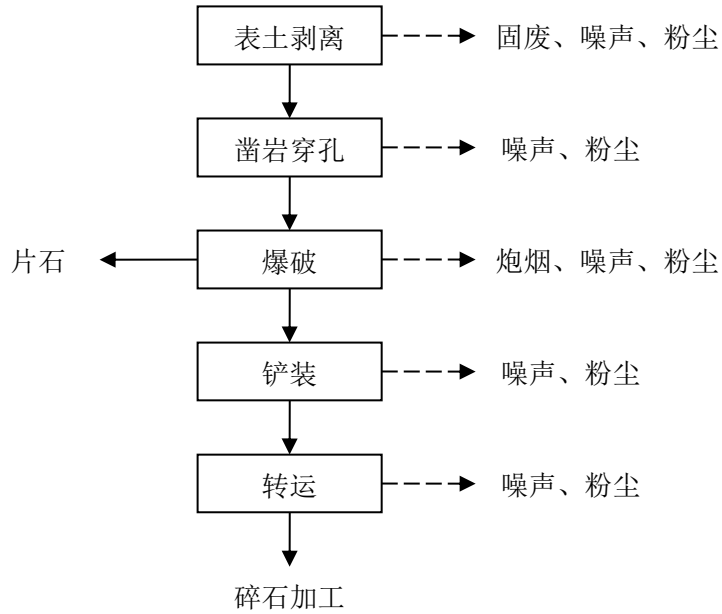 表土剥离
固废、噪声、粉尘
凿岩穿孔
噪声、粉尘
片石
爆破
炮烟、噪声、粉尘
铲装
噪声、粉尘
转运
噪声、粉尘
碎石加工